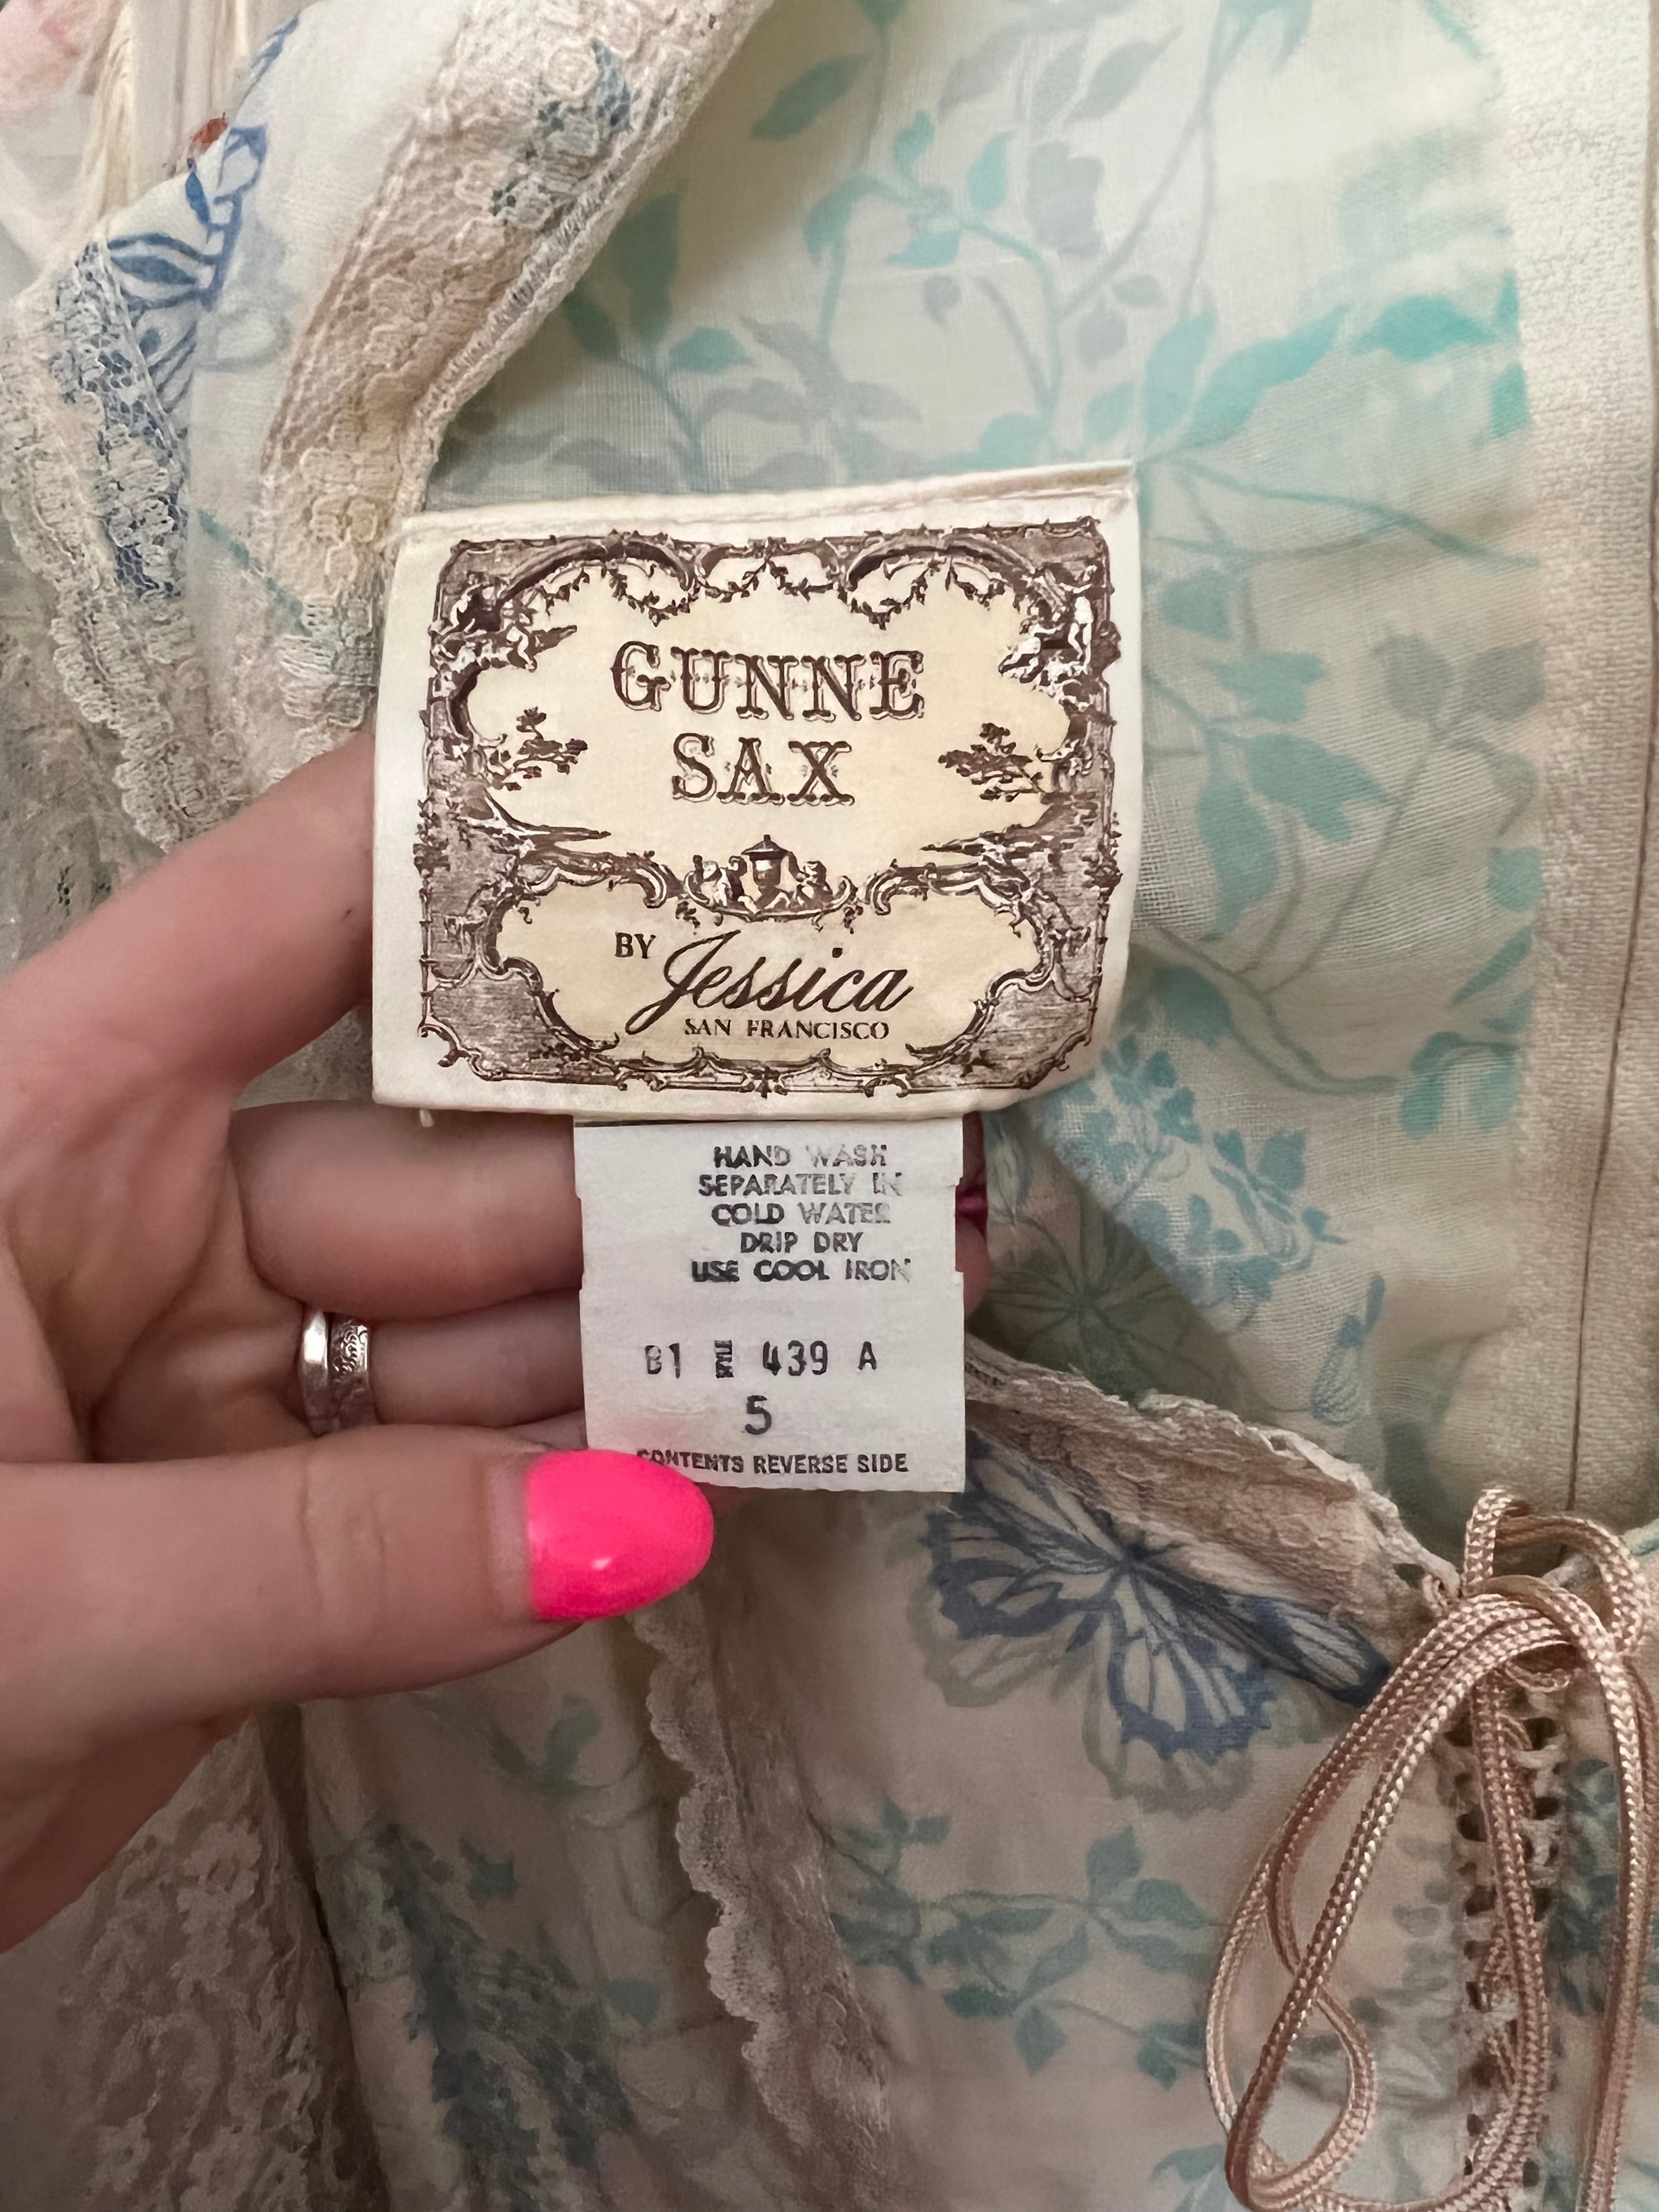 GUNNE
SAX
BY Jessica
SAN FRANCISCO
HAND WASH
SEPARATELY IN
COLD WATER
DRIP DRY
USE COOL IRON
B1 439 A
5
CONTENTS REVERSE SIDE